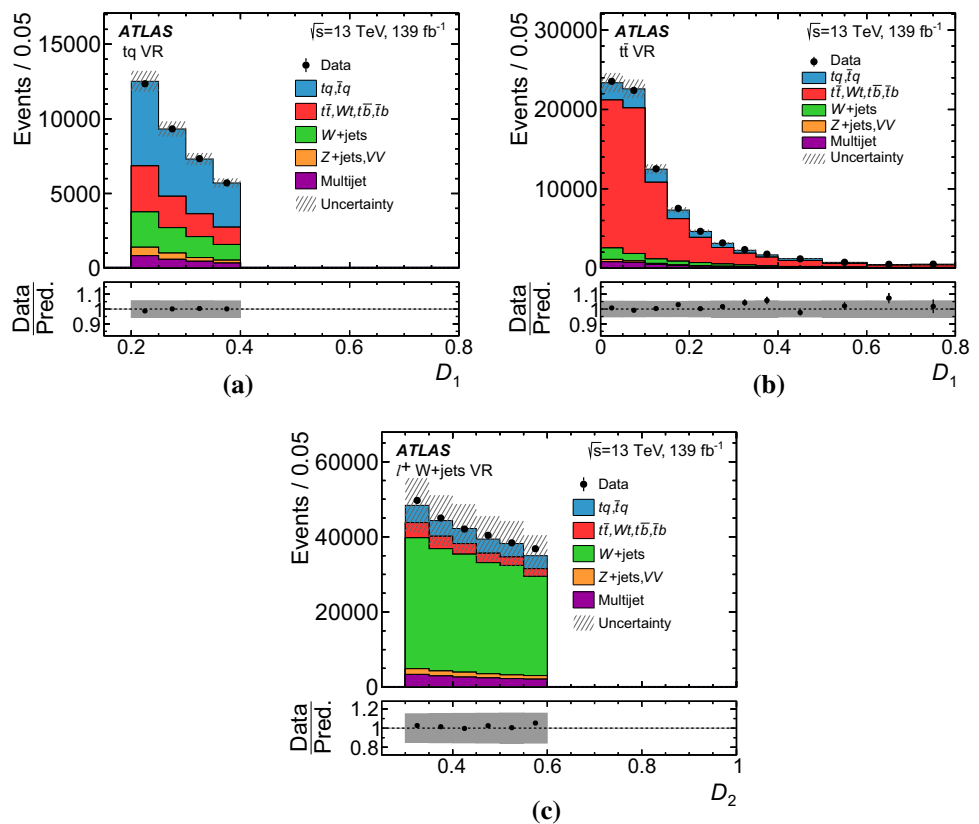 ATLAS
√s=13 TeV, 139 fb⁻¹
tq VR
Data
tq,t̄q
tt̄,Wt,tb̄,t̄b
W+jets
Z+jets,VV
Multijet
Uncertainty
Events / 0.05
15000
10000
5000
0
Data
Pred.
1.1
1
0.9
0.2 0.4 0.6 0.8
D₁
(a)
ATLAS
√s=13 TeV, 139 fb⁻¹
tt̄ VR
Data
tq,t̄q
tt̄,Wt,tb̄,t̄b
W+jets
Z+jets,VV
Multijet
Uncertainty
Events / 0.05
30000
20000
10000
0
Data
Pred.
1.1
1
0.9
0 0.2 0.4 0.6 0.8
D₁
(b)
ATLAS
√s=13 TeV, 139 fb⁻¹
l⁺ W+jets VR
Data
tq,t̄q
tt̄,Wt,tb̄,t̄b
W+jets
Z+jets,VV
Multijet
Uncertainty
Events / 0.05
60000
40000
20000
0
Data
Pred.
1.2
1
0.8
0.4 0.6 0.8 1
D₂
(c)